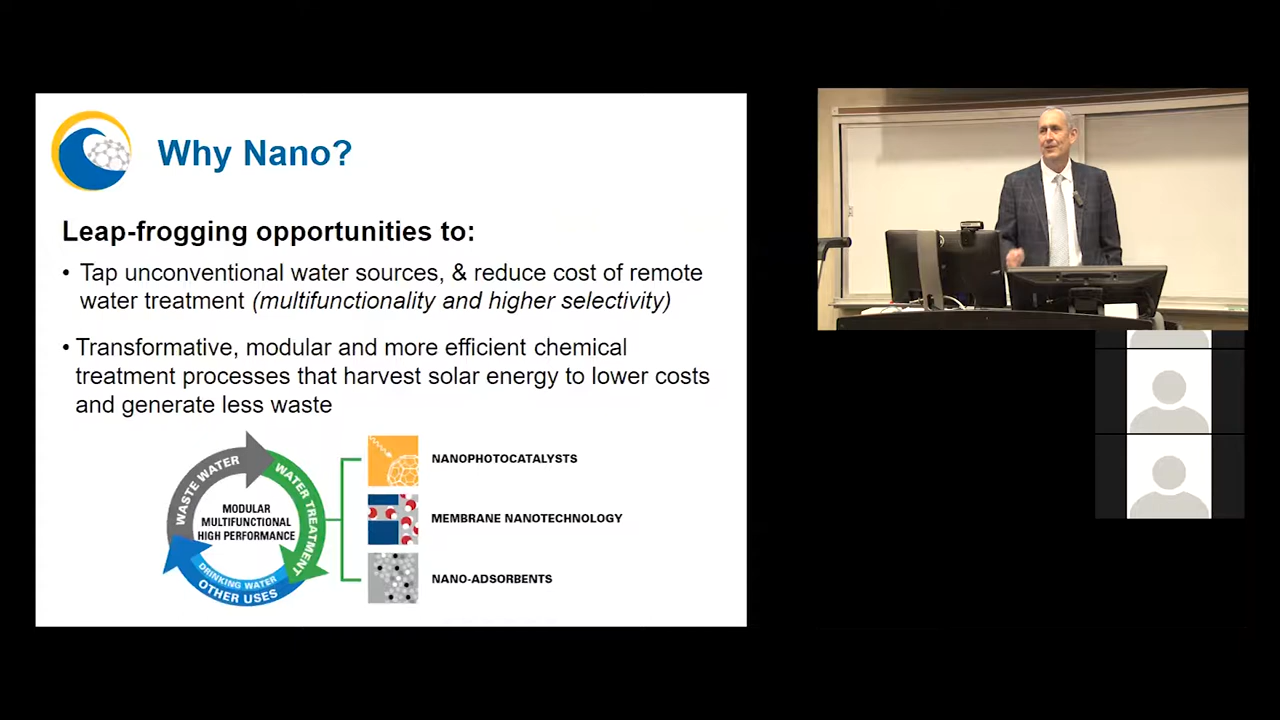 Why Nano?
Leap-frogging opportunities to:
• Tap unconventional water sources, & reduce cost of remote
water treatment (multifunctionality and higher selectivity)
• Transformative, modular and more efficient chemical
treatment processes that harvest solar energy to lower costs
and generate less waste
WASTE WATER
WATER TREATMENT
MODULAR
MULTIFUNCTIONAL
HIGH PERFORMANCE
DRINKING WATER
OTHER USES
NANOPHOTOCATALYSTS
MEMBRANE NANOTECHNOLOGY
NANO-ADSORBENTS